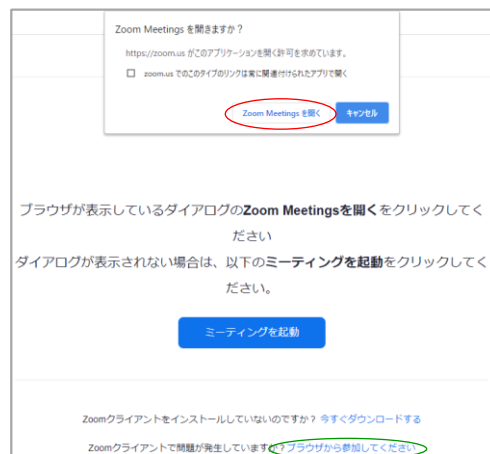 Zoom Meetings を開きますか？
https://zoom.us がこのアプリケーションを開く許可を求めています。
zoom.us でのこのタイプのリンクは常に関連付けられたアプリで開く
Zoom Meetings を開く キャンセル
ブラウザが表示しているダイアログのZoom Meetingsを開くをクリックしてく
ださい
ダイアログが表示されない場合は、以下のミーティングを起動をクリックしてく
ださい。
ミーティングを起動
Zoomクライアントをインストールしていないのですか？ 今すぐダウンロードする
Zoomクライアントで問題が発生していますか？ブラウザから参加してください